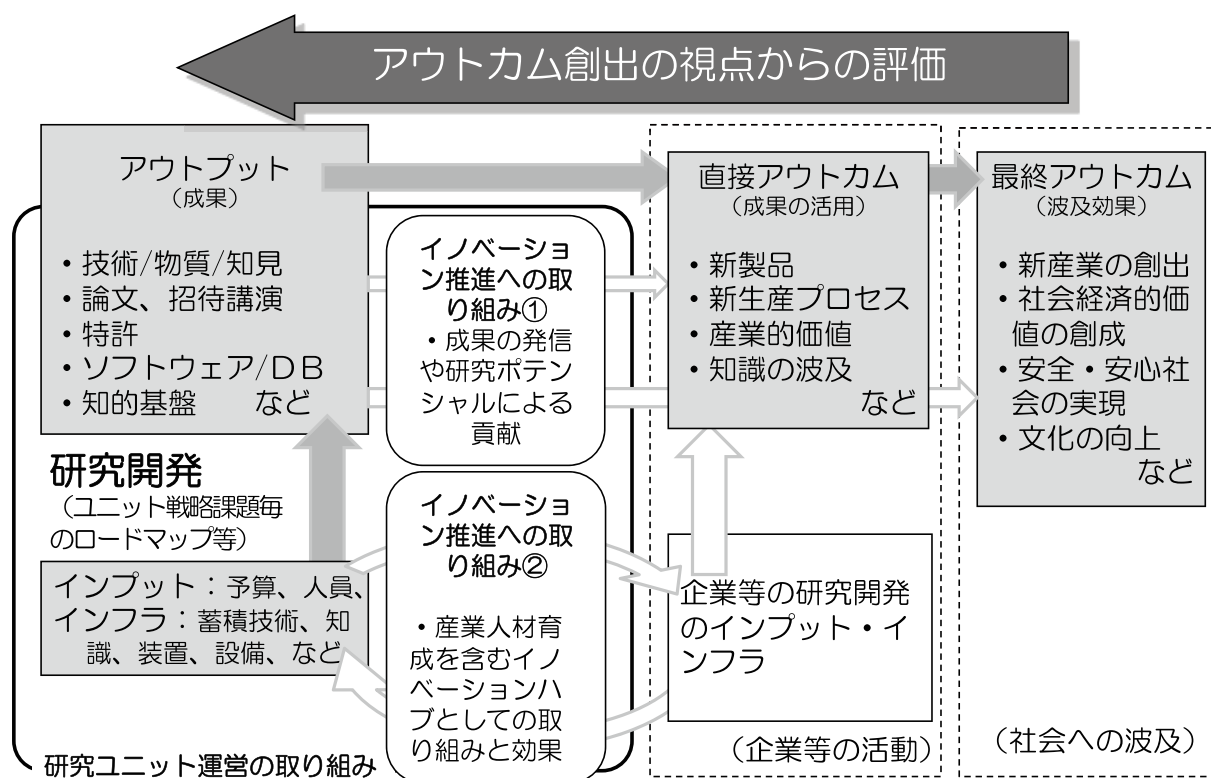 アウトカム創出の視点からの評価
アウトプット
（成果）
・技術/物質/知見
・論文、招待講演
・特許
・ソフトウェア/ＤＢ
・知的基盤　など
研究開発
（ユニット戦略課題毎
のロードマップ等）
インプット：予算、人員、
インフラ：蓄積技術、知
識、装置、設備、など
研究ユニット運営の取り組み
イノベーショ
ン推進への取
り組み①
・成果の発信
や研究ポテン
シャルによる
貢献
イノベーショ
ン推進への取
り組み②
・産業人材育
成を含むイノ
ベーションハ
ブとしての取
り組みと効果
直接アウトカム
（成果の活用）
・新製品
・新生産プロセス
・産業的価値
・知識の波及
など
企業等の研究開発
のインプット・イ
ンフラ
（企業等の活動）
最終アウトカム
（波及効果）
・新産業の創出
・社会経済的価
値の創成
・安全・安心社
会の実現
・文化の向上
など
（社会への波及）